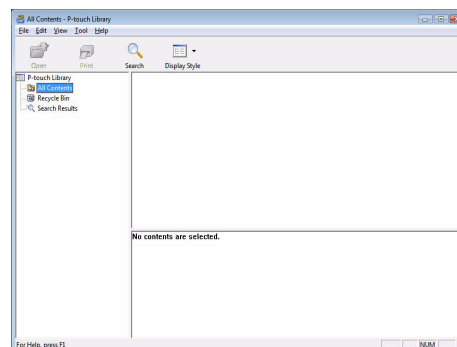 All Contents - P-touch Library
File Edit View Tool Help
Open Print Search Display Style
P-touch Library
All Contents
Recycle Bin
Search Results
No contents are selected.
For Help, press F1
NUM